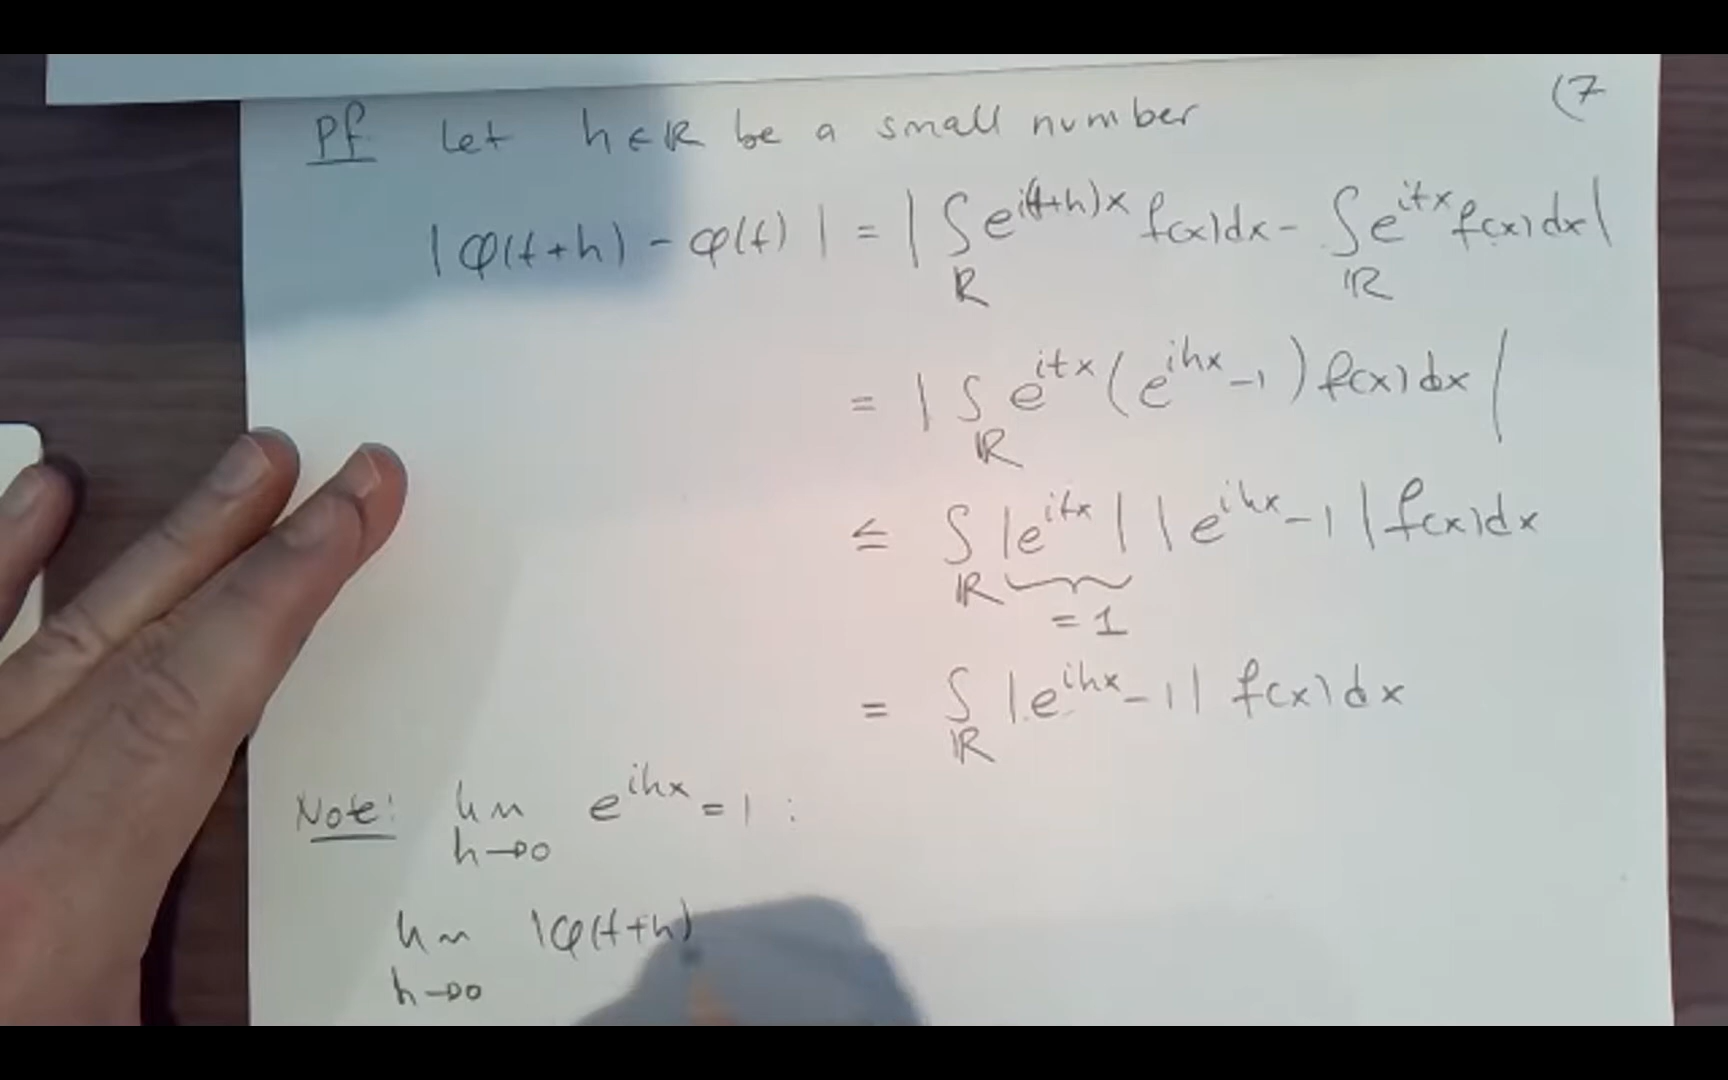 (7
Pf Let h ∈ ℝ be a small number
|φ(t+h) - φ(t)| = |∫_ℝ e^{i(t+h)x} f(x)dx - ∫_ℝ e^{itx} f(x)dx|
= |∫_ℝ e^{itx} (e^{ihx} - 1) f(x)dx|
≤ ∫_ℝ |e^{itx}| |e^{ihx} - 1| f(x)dx
= 1
= ∫_ℝ |e^{ihx} - 1| f(x)dx
Note: lim_{h→0} e^{ihx} = 1 :
lim_{h→0} |φ(t+h)